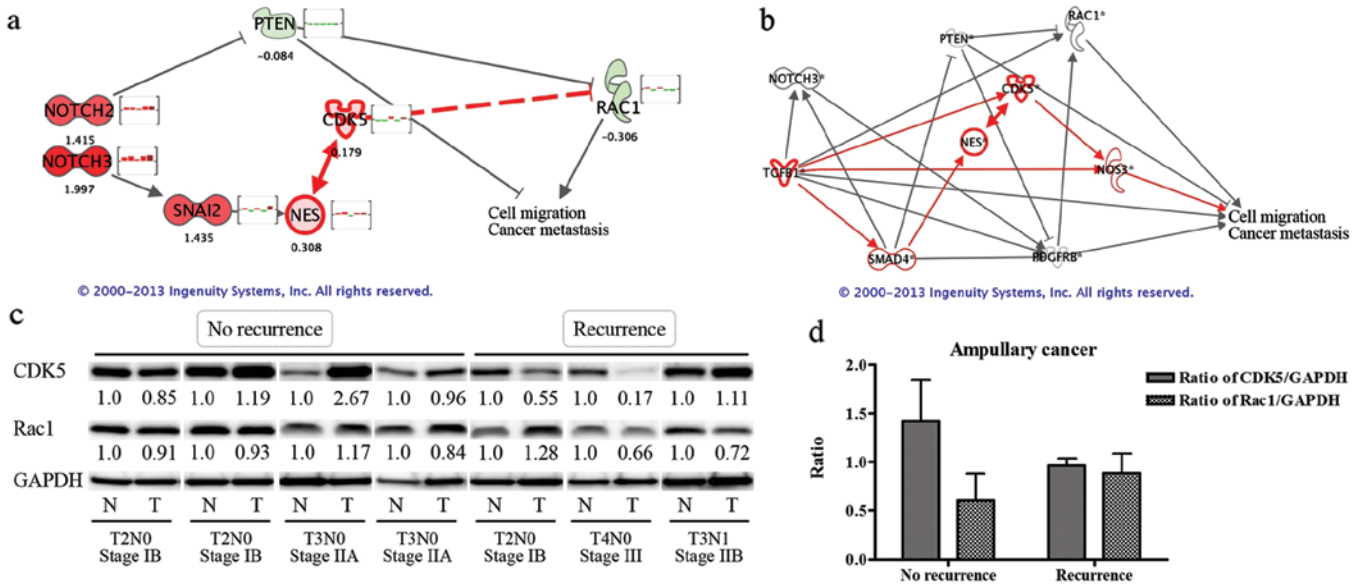 a
PTEN
-0.084
NOTCH2
1.415
NOTCH3
1.997
CDK5
0.179
RAC1
-0.306
SNAI2
1.435
NES
0.308
Cell migration
Cancer metastasis
© 2000-2013 Ingenuity Systems, Inc. All rights reserved.
b
RAC1*
PTEN*
NOTCH3*
CDK5*
NES*
TGFB1*
NOS3*
SMAD4*
PDGFRB*
Cell migration
Cancer metastasis
© 2000-2013 Ingenuity Systems, Inc. All rights reserved.
c
No recurrence Recurrence
CDK5
1.0 0.85 1.0 1.19 1.0 2.67 1.0 0.96 1.0 0.55 1.0 0.17 1.0 1.11
Rac1
1.0 0.91 1.0 0.93 1.0 1.17 1.0 0.84 1.0 1.28 1.0 0.66 1.0 0.72
GAPDH
N T N T N T N T N T N T N T
T2N0 T2N0 T3N0 T3N0 T2N0 T4N0 T3N1
Stage IB Stage IB Stage IIA Stage IIA Stage IB Stage III Stage IIB
d
Ampullary cancer
Ratio of CDK5/GAPDH
Ratio of Rac1/GAPDH
Ratio
2.0
1.5
1.0
0.5
0.0
No recurrence Recurrence